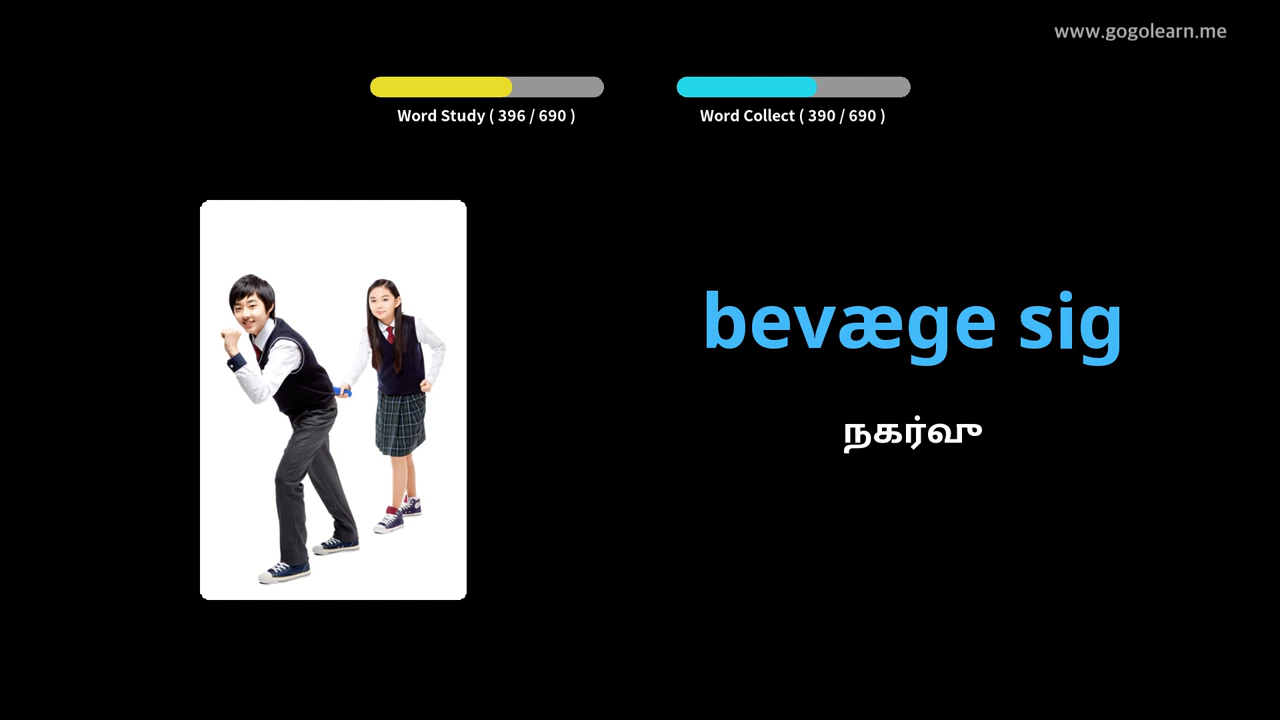 www.gogolearn.me
Word Study ( 396 / 690 )
Word Collect ( 390 / 690 )
bevæge sig
நகர்வு